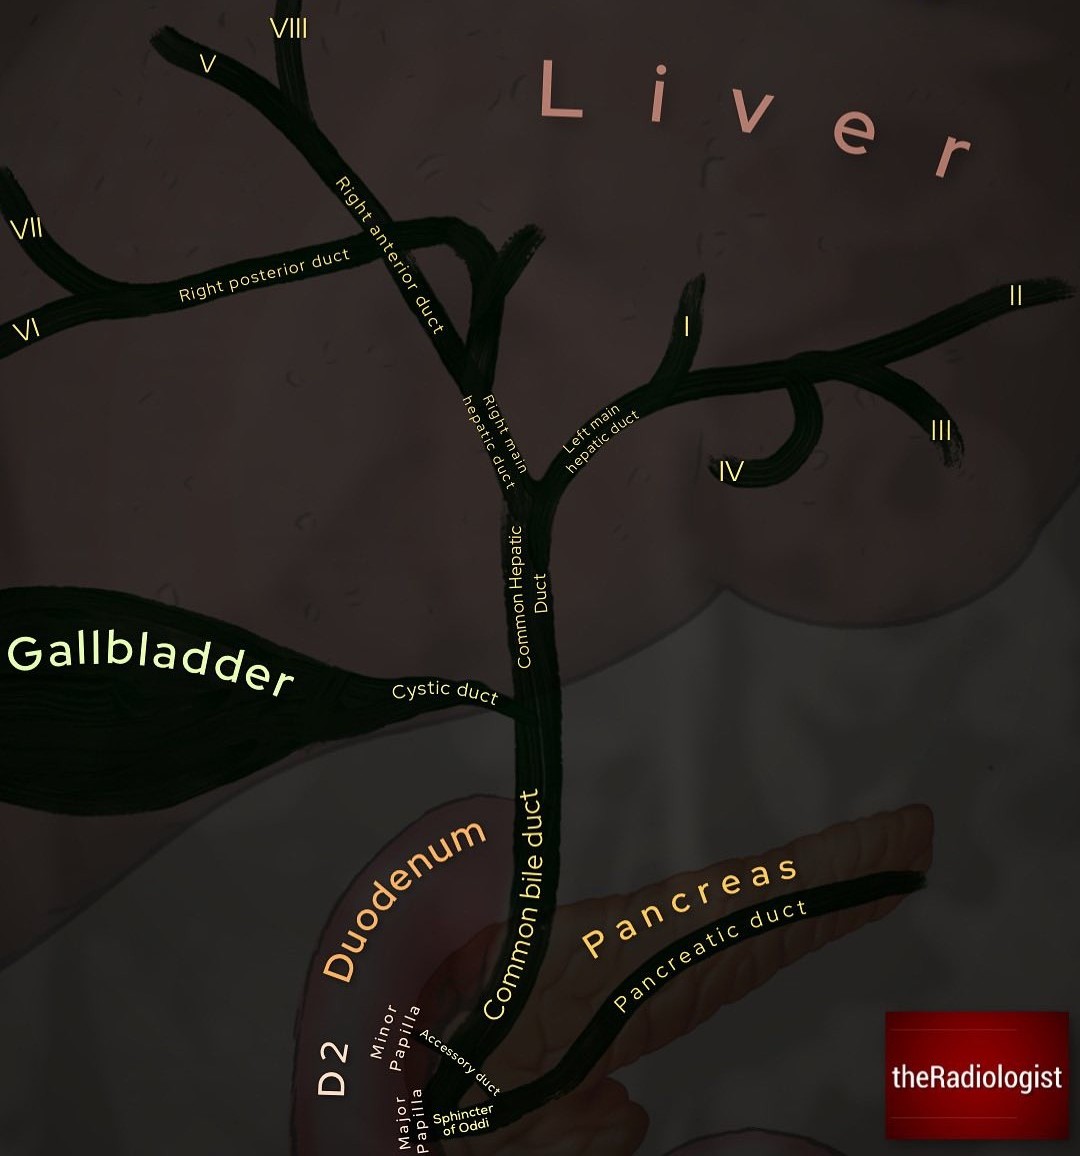 VIII
V
Liver
VII
Right anterior duct
Right posterior duct
VI
I
II
III
IV
Right main
hepatic duct
Left main
hepatic duct
Common Hepatic
Duct
Gallbladder
Cystic duct
Common bile duct
Duodenum
Pancreas
Pancreatic duct
Minor
Papilla
Accessory duct
D2
Major
Papilla
Sphincter
of Oddi
theRadiologist